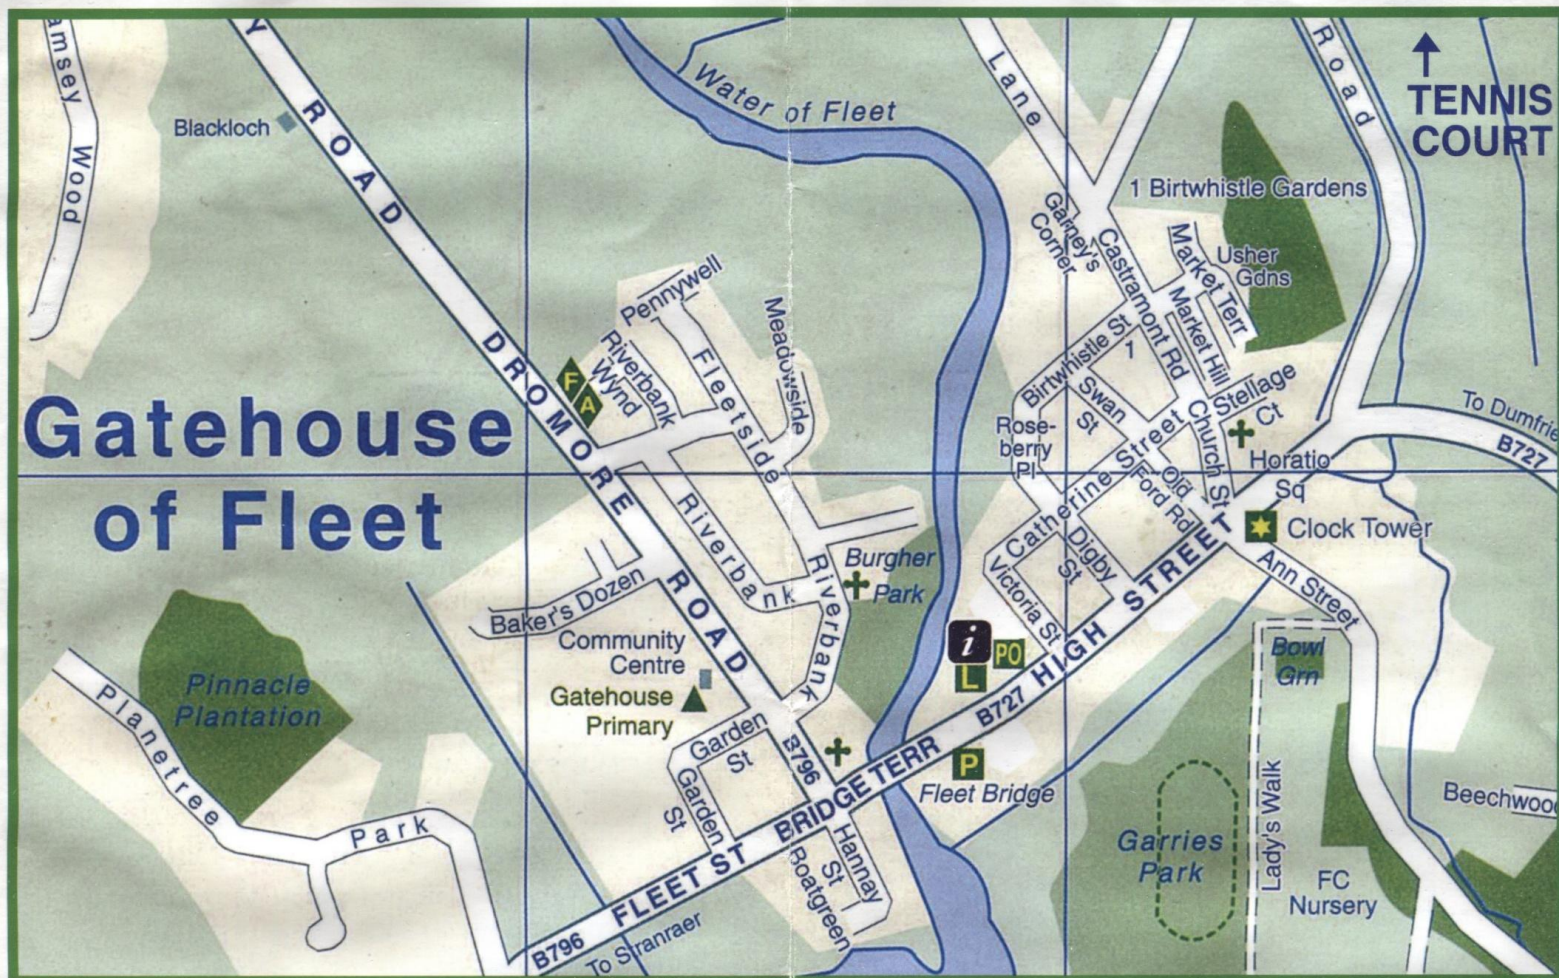 amsey
Wood
Blackloch
Y ROAD
Water of Fleet
Lane
Road
TENNIS
COURT
1 Birtwhistle Gardens
Garney's
Corner
Castramont Rd
Market Terr
Usher
Gdns
Market Hill
Pennywell
Riverbank
Wynd
Fleetside
Meadowside
DROMORE
F
A
Birtwhistle St
1
Swan
St
Stellage
Ct
Church St
Rose-
berry
Pl
Catherine Street
Old
Ford Rd
Horatio
Sq
To Dumfrie
B727
Gatehouse
of Fleet
Clock Tower
Riverbank
Riverbank
Burgher
Park
Digby
St
Victoria St
HIGH STREET
Ann Street
Baker's Dozen
ROAD
Community
Centre
Gatehouse
Primary
i
PO
L
Bowl
Grn
Pinnacle
Plantation
Planetree
Park
Garden
St
Garden
St
B796
B727
P
Fleet Bridge
BRIDGE TERR
FLEET ST
Hannay
St
Boatgreen
B796
To Stranraer
Garries
Park
Lady's Walk
FC
Nursery
Beechwood